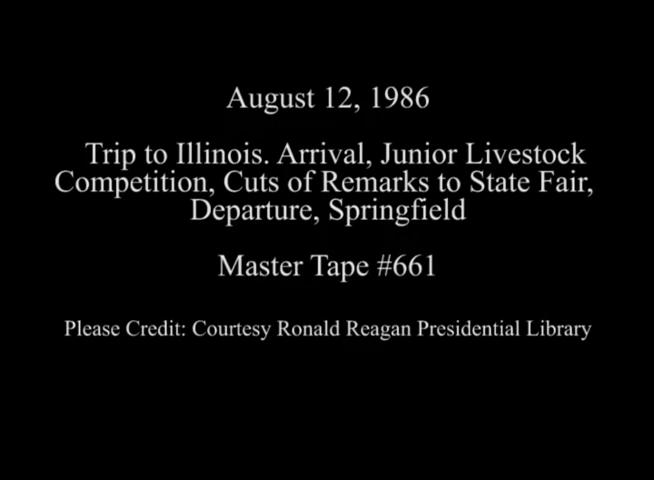 August 12, 1986
Trip to Illinois. Arrival, Junior Livestock
Competition, Cuts of Remarks to State Fair,
Departure, Springfield
Master Tape #661
Please Credit: Courtesy Ronald Reagan Presidential Library